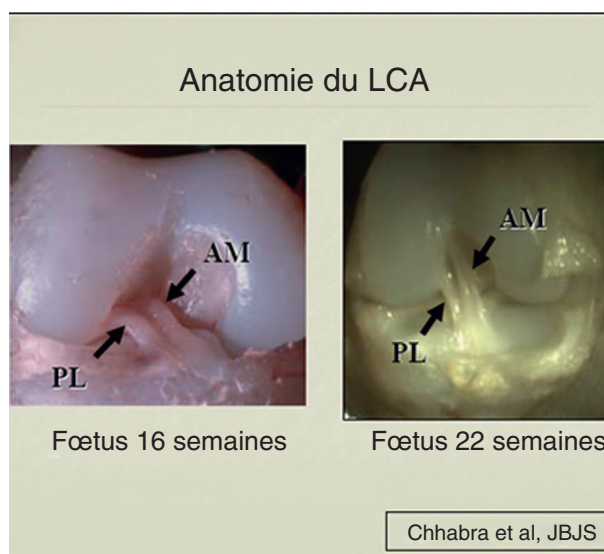 Anatomie du LCA
AM
PL
AM
PL
Fœtus 16 semaines
Fœtus 22 semaines
Chhabra et al, JBJS